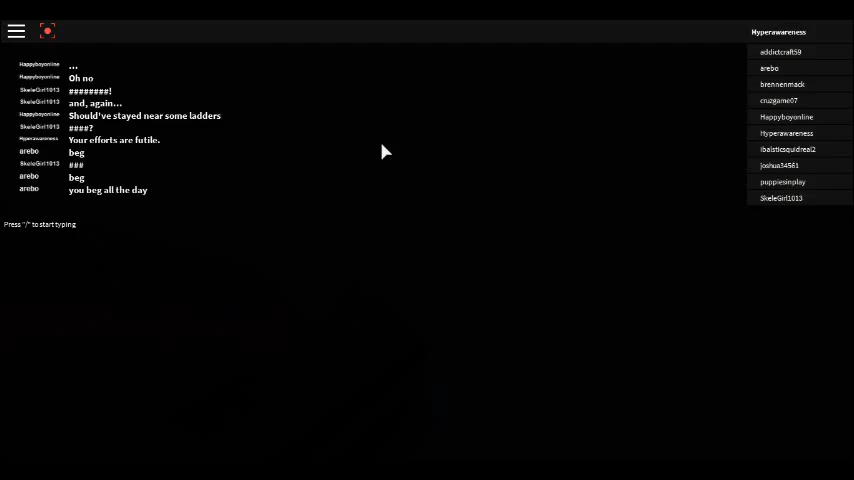 Hyperawareness
addictcraft59
arebo
brennenmack
cruzgame07
Happyboyonline
Hyperawareness
ibalsticsquidreal2
joshua34561
puppiesinplay
SkeleGirl1013
Happyboyonline ...
Happyboyonline Oh no
SkeleGirl1013 ########!
SkeleGirl1013 and, again...
Happyboyonline Should've stayed near some ladders
SkeleGirl1013 ####?
Hyperawareness Your efforts are futile.
arebo beg
SkeleGirl1013 ###
arebo beg
arebo you beg all the day
Press "/" to start typing